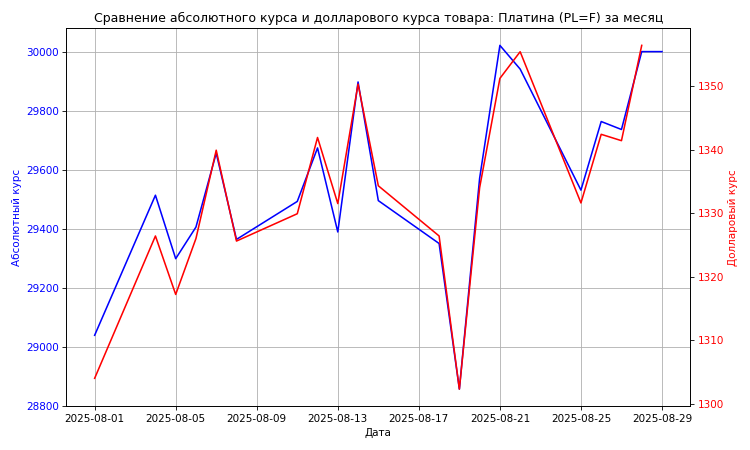 Сравнение абсолютного курса и долларового курса товара: Платина (PL=F) за месяц
Абсолютный курс
30000
29800
29600
29400
29200
29000
28800
2025-08-01 2025-08-05 2025-08-09 2025-08-13 2025-08-17 2025-08-21 2025-08-25 2025-08-29
Дата
1350
1340
1330
1320
1310
1300
Долларовый курс